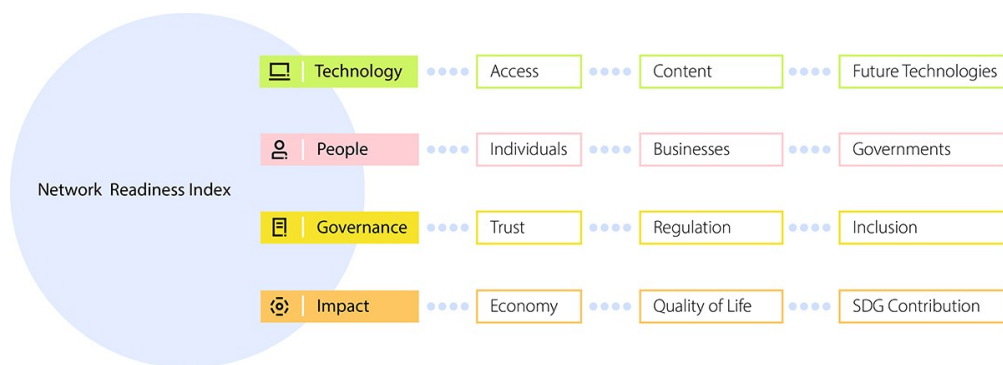 Technology
Access
Content
Future Technologies
People
Individuals
Businesses
Governments
Network Readiness Index
Governance
Trust
Regulation
Inclusion
Impact
Economy
Quality of Life
SDG Contribution